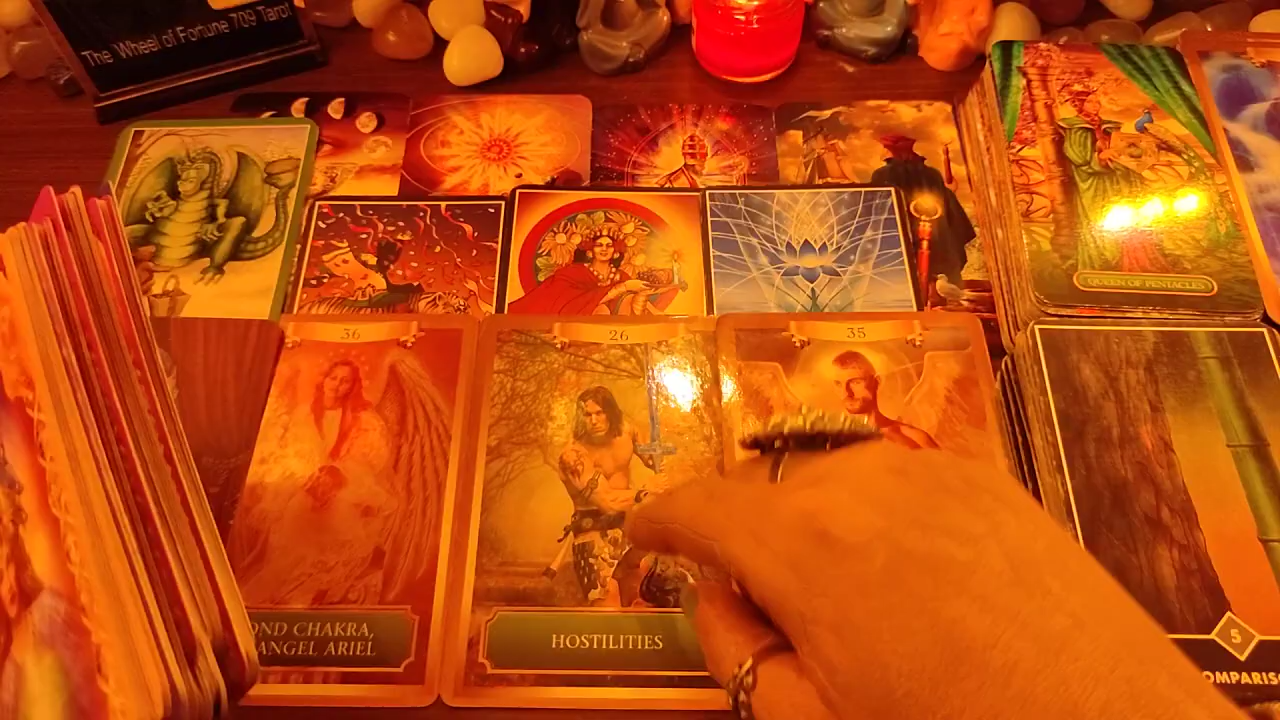 The Wheel of Fortune 709 Tarot
QUEEN OF PENTACLES
36
26
35
OND CHAKRA,
ANGEL ARIEL
HOSTILITIES
5
OMPARIS